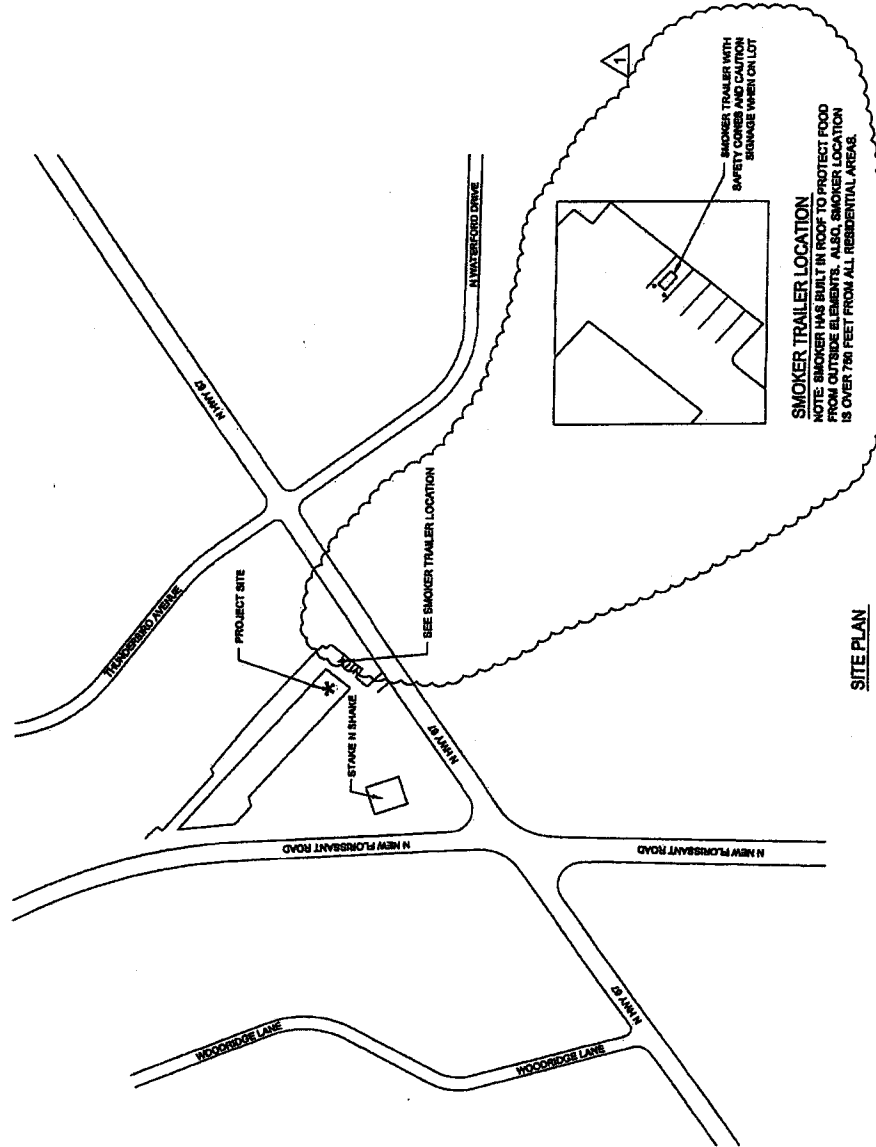 WOODRIDGE LANE
WOODRIDGE LANE
N HWY 67
N NEW FLORISSANT ROAD
N NEW FLORISSANT ROAD
STAKE N SHAKE
PROJECT SITE
THUNDERBIRD AVENUE
N HWY 67
SEE SMOKER TRAILER LOCATION
N HWY 67
N WATERFORD DRIVE
1
SMOKER TRAILER WITH
SAFETY CONES AND CAUTION
SIGNAGE WHEN ON LOT
SMOKER TRAILER LOCATION
NOTE: SMOKER HAS BUILT IN ROOF TO PROTECT FOOD
FROM OUTSIDE ELEMENTS. ALSO, SMOKER LOCATION
IS OVER 750 FEET FROM ALL RESIDENTIAL AREAS.
SITE PLAN